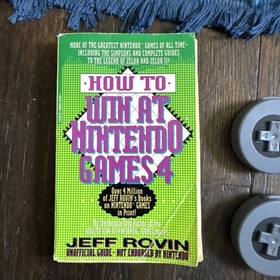 MORE OF THE GREATEST NINTENDO® GAMES OF ALL TIME—
INCLUDING THE SIMPSONS AND COMPLETE GUIDES
TO THE LEGEND OF ZELDA AND ZELDA II!
HOW TO
WIN AT
NINTENDO
GAMES 4
Over 4 Million
of JEFF ROVIN's Books
on NINTENDO® GAMES
in Print!
JEFF ROVIN
UNOFFICIAL GUIDE—NOT ENDORSED BY NINTENDO®